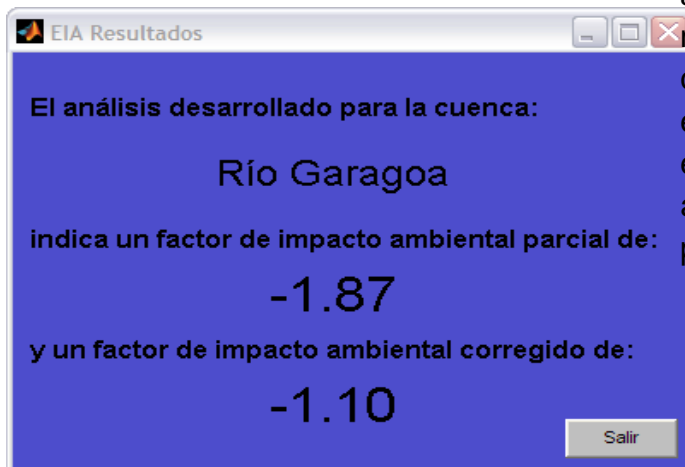 EIA Resultados
El análisis desarrollado para la cuenca:
Río Garagoa
indica un factor de impacto ambiental parcial de:
-1.87
y un factor de impacto ambiental corregido de:
-1.10
Salir